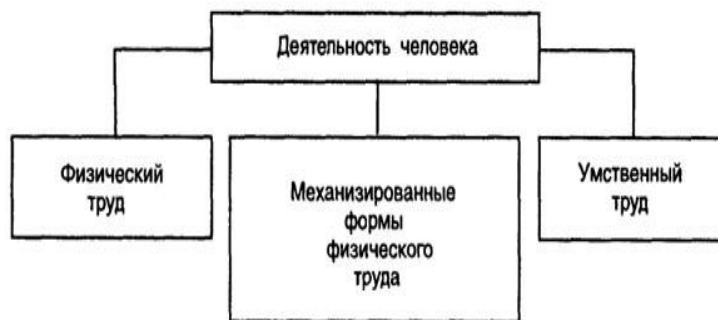 Деятельность человека
Физический
труд
Механизированные
формы
физического
труда
Умственный
труд